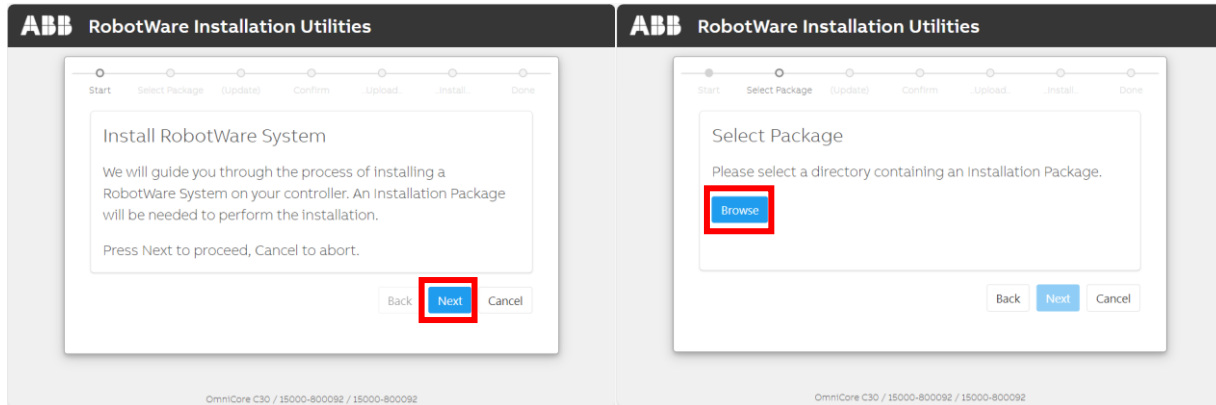 ABB RobotWare Installation Utilities
Start Select Package (Update) Confirm ..Upload.. ..Install.. Done
Install RobotWare System
We will guide you through the process of installing a
RobotWare System on your controller. An Installation Package
will be needed to perform the installation.
Press Next to proceed, Cancel to abort.
Back Next Cancel
OmniCore C30 / 15000-800092 / 15000-800092
ABB RobotWare Installation Utilities
Start Select Package (Update) Confirm ..Upload.. ..Install.. Done
Select Package
Please select a directory containing an Installation Package.
Browse
Back Next Cancel
OmniCore C30 / 15000-800092 / 15000-800092